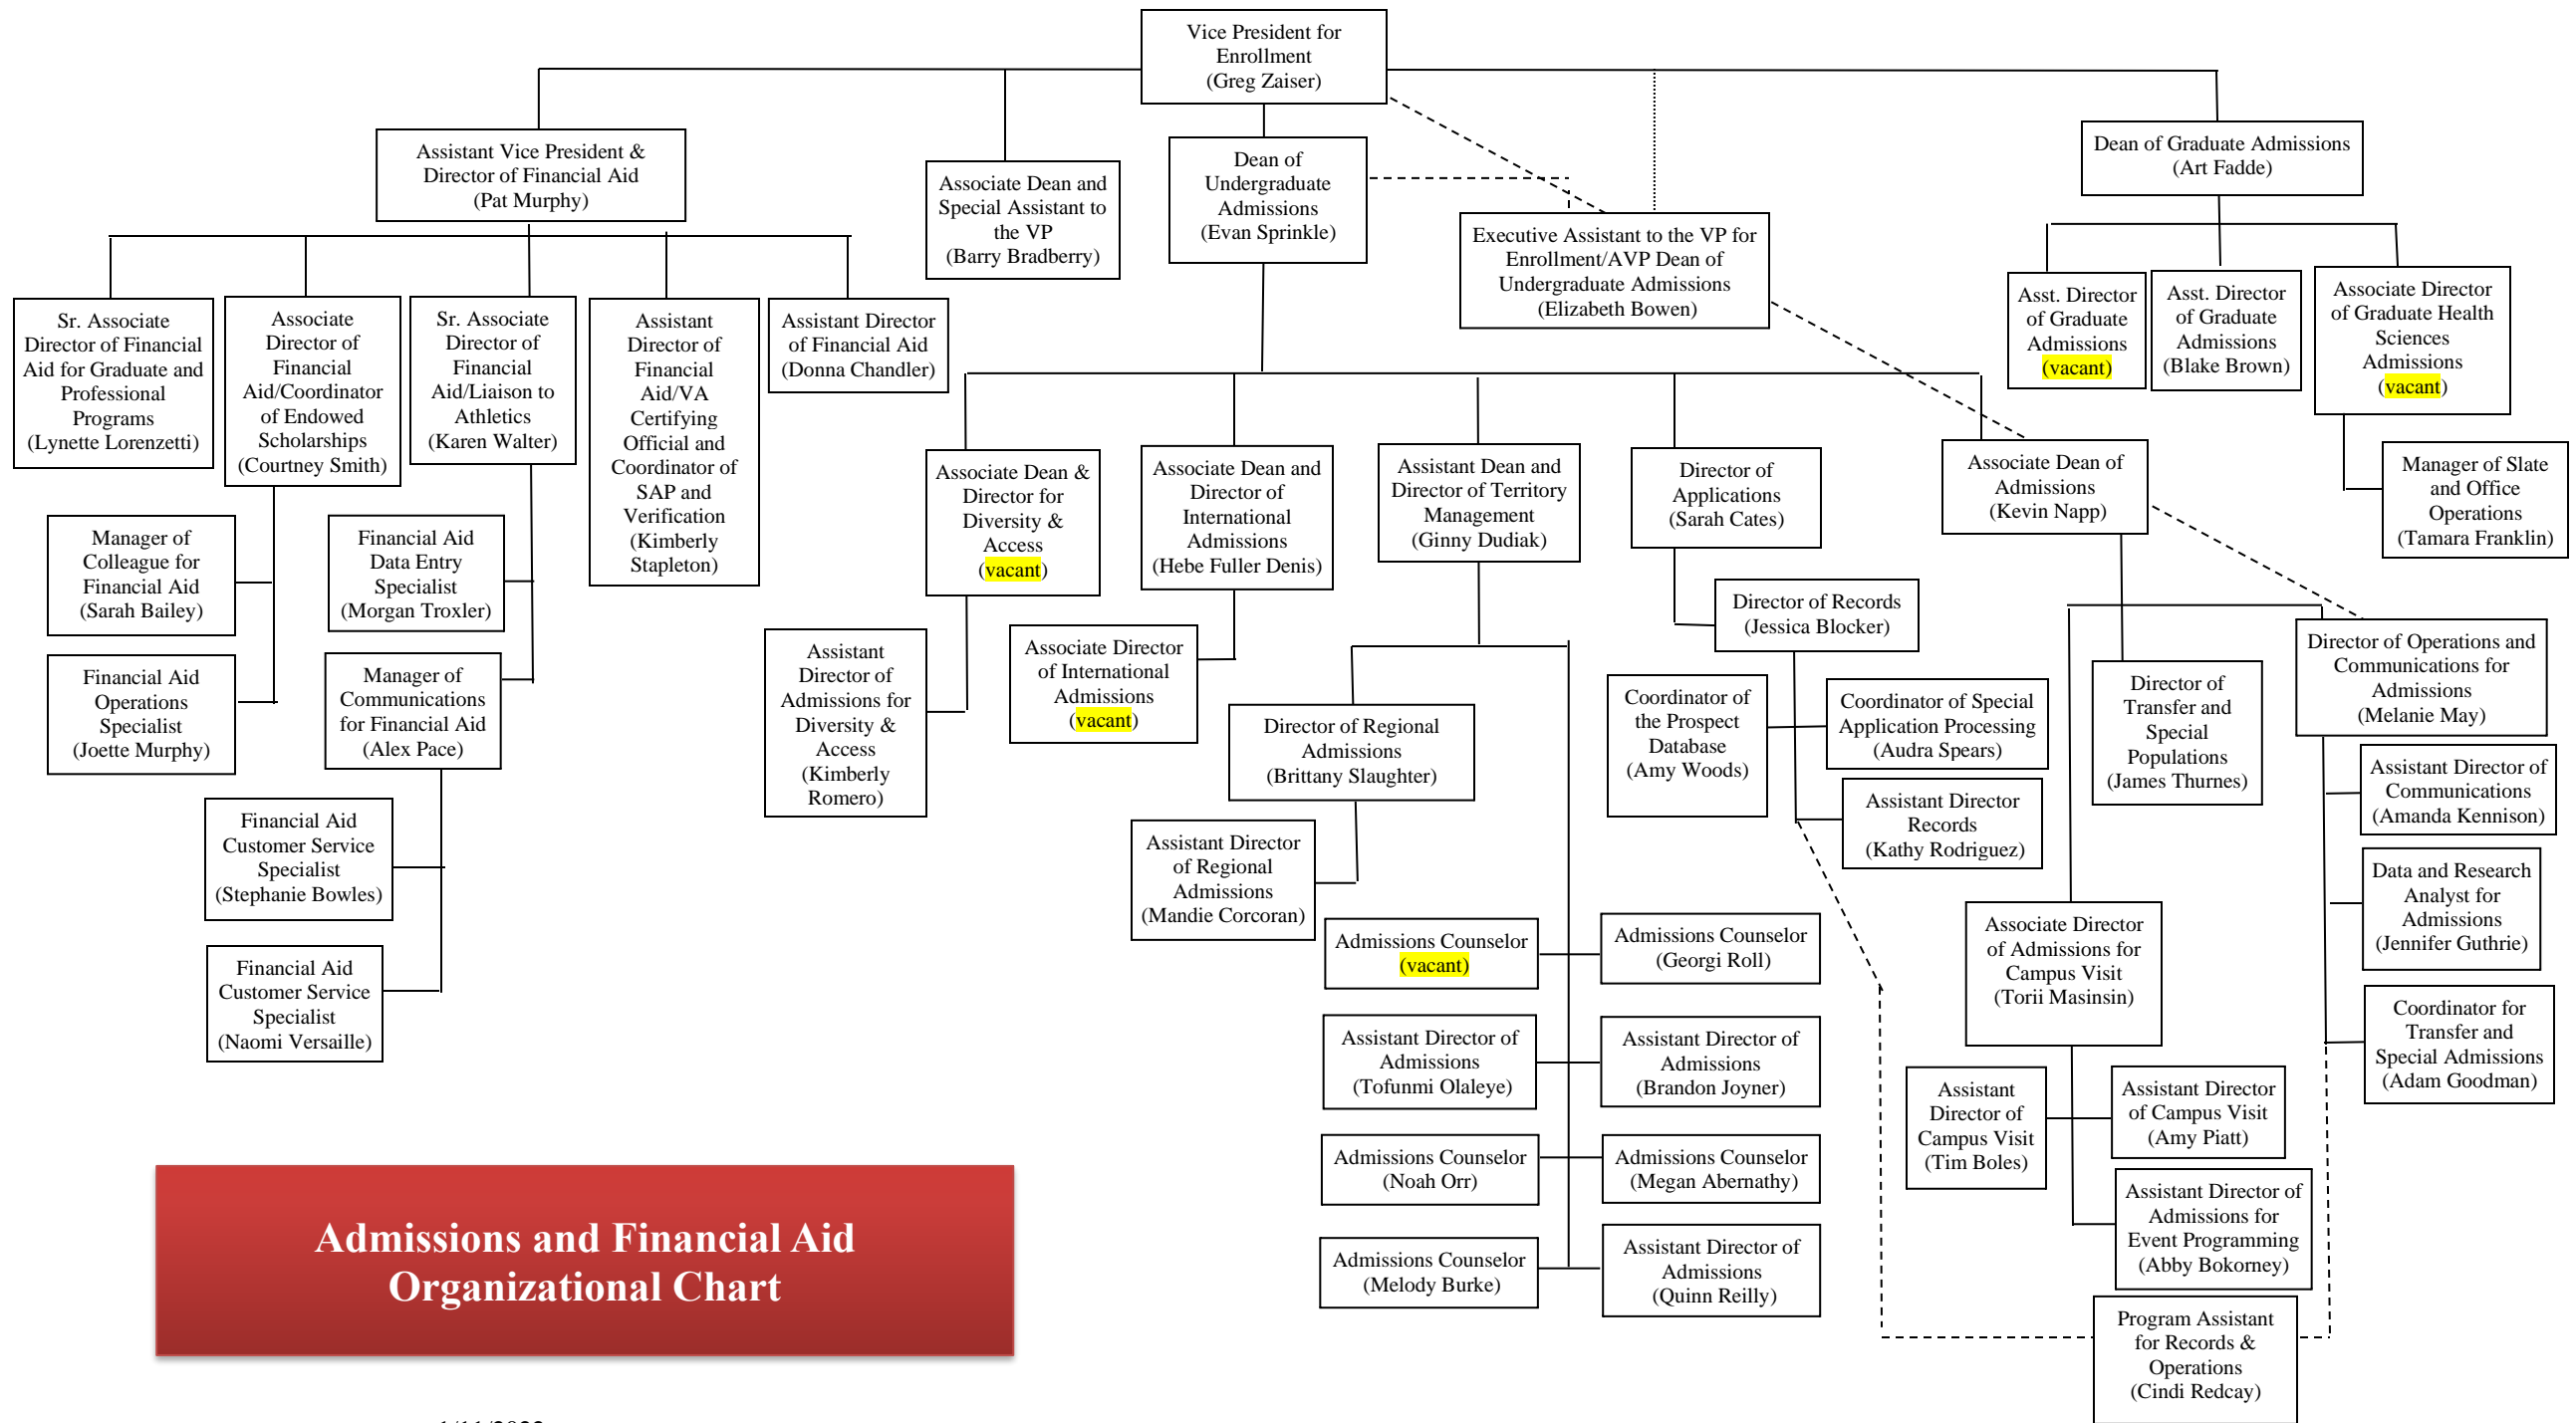 Vice President for
Enrollment
(Greg Zaiser)
Assistant Vice President &
Director of Financial Aid
(Pat Murphy)
Associate Dean and
Special Assistant to
the VP
(Barry Bradberry)
Dean of
Undergraduate
Admissions
(Evan Sprinkle)
Executive Assistant to the VP for
Enrollment/AVP Dean of
Undergraduate Admissions
(Elizabeth Bowen)
Dean of Graduate Admissions
(Art Fadde)
Sr. Associate
Director of Financial
Aid for Graduate and
Professional
Programs
(Lynette Lorenzetti)
Associate
Director of
Financial
Aid/Coordinator
of Endowed
Scholarships
(Courtney Smith)
Sr. Associate
Director of
Financial
Aid/Liaison to
Athletics
(Karen Walter)
Assistant
Director of
Financial
Aid/VA
Certifying
Official and
Coordinator of
SAP and
Verification
(Kimberly
Stapleton)
Assistant Director
of Financial Aid
(Donna Chandler)
Asst. Director
of Graduate
Admissions
(vacant)
Asst. Director
of Graduate
Admissions
(Blake Brown)
Associate Director
of Graduate Health
Sciences
Admissions
(vacant)
Manager of Slate
and Office
Operations
(Tamara Franklin)
Associate Dean &
Director for
Diversity &
Access
(vacant)
Associate Dean and
Director of
International
Admissions
(Hebe Fuller Denis)
Assistant Dean and
Director of Territory
Management
(Ginny Dudiak)
Director of
Applications
(Sarah Cates)
Associate Dean of
Admissions
(Kevin Napp)
Manager of
Colleague for
Financial Aid
(Sarah Bailey)
Financial Aid
Data Entry
Specialist
(Morgan Troxler)
Financial Aid
Operations
Specialist
(Joette Murphy)
Manager of
Communications
for Financial Aid
(Alex Pace)
Financial Aid
Customer Service
Specialist
(Stephanie Bowles)
Financial Aid
Customer Service
Specialist
(Naomi Versaille)
Assistant
Director of
Admissions for
Diversity &
Access
(Kimberly
Romero)
Associate Director
of International
Admissions
(vacant)
Director of Records
(Jessica Blocker)
Director of Regional
Admissions
(Brittany Slaughter)
Coordinator of
the Prospect
Database
(Amy Woods)
Coordinator of Special
Application Processing
(Audra Spears)
Assistant Director
Records
(Kathy Rodriguez)
Director of
Transfer and
Special
Populations
(James Thurnes)
Director of Operations and
Communications for
Admissions
(Melanie May)
Assistant Director of
Communications
(Amanda Kennison)
Data and Research
Analyst for
Admissions
(Jennifer Guthrie)
Coordinator for
Transfer and
Special Admissions
(Adam Goodman)
Assistant Director
of Regional
Admissions
(Mandie Corcoran)
Admissions Counselor
(vacant)
Admissions Counselor
(Georgi Roll)
Assistant Director of
Admissions
(Tofunmi Olaleye)
Assistant Director of
Admissions
(Brandon Joyner)
Admissions Counselor
(Noah Orr)
Admissions Counselor
(Megan Abernathy)
Admissions Counselor
(Melody Burke)
Assistant Director of
Admissions
(Quinn Reilly)
Associate Director
of Admissions for
Campus Visit
(Torii Masinsin)
Assistant
Director of
Campus Visit
(Tim Boles)
Assistant Director
of Campus Visit
(Amy Piatt)
Assistant Director of
Admissions for
Event Programming
(Abby Bokorney)
Program Assistant
for Records &
Operations
(Cindi Redcay)
Admissions and Financial Aid
Organizational Chart